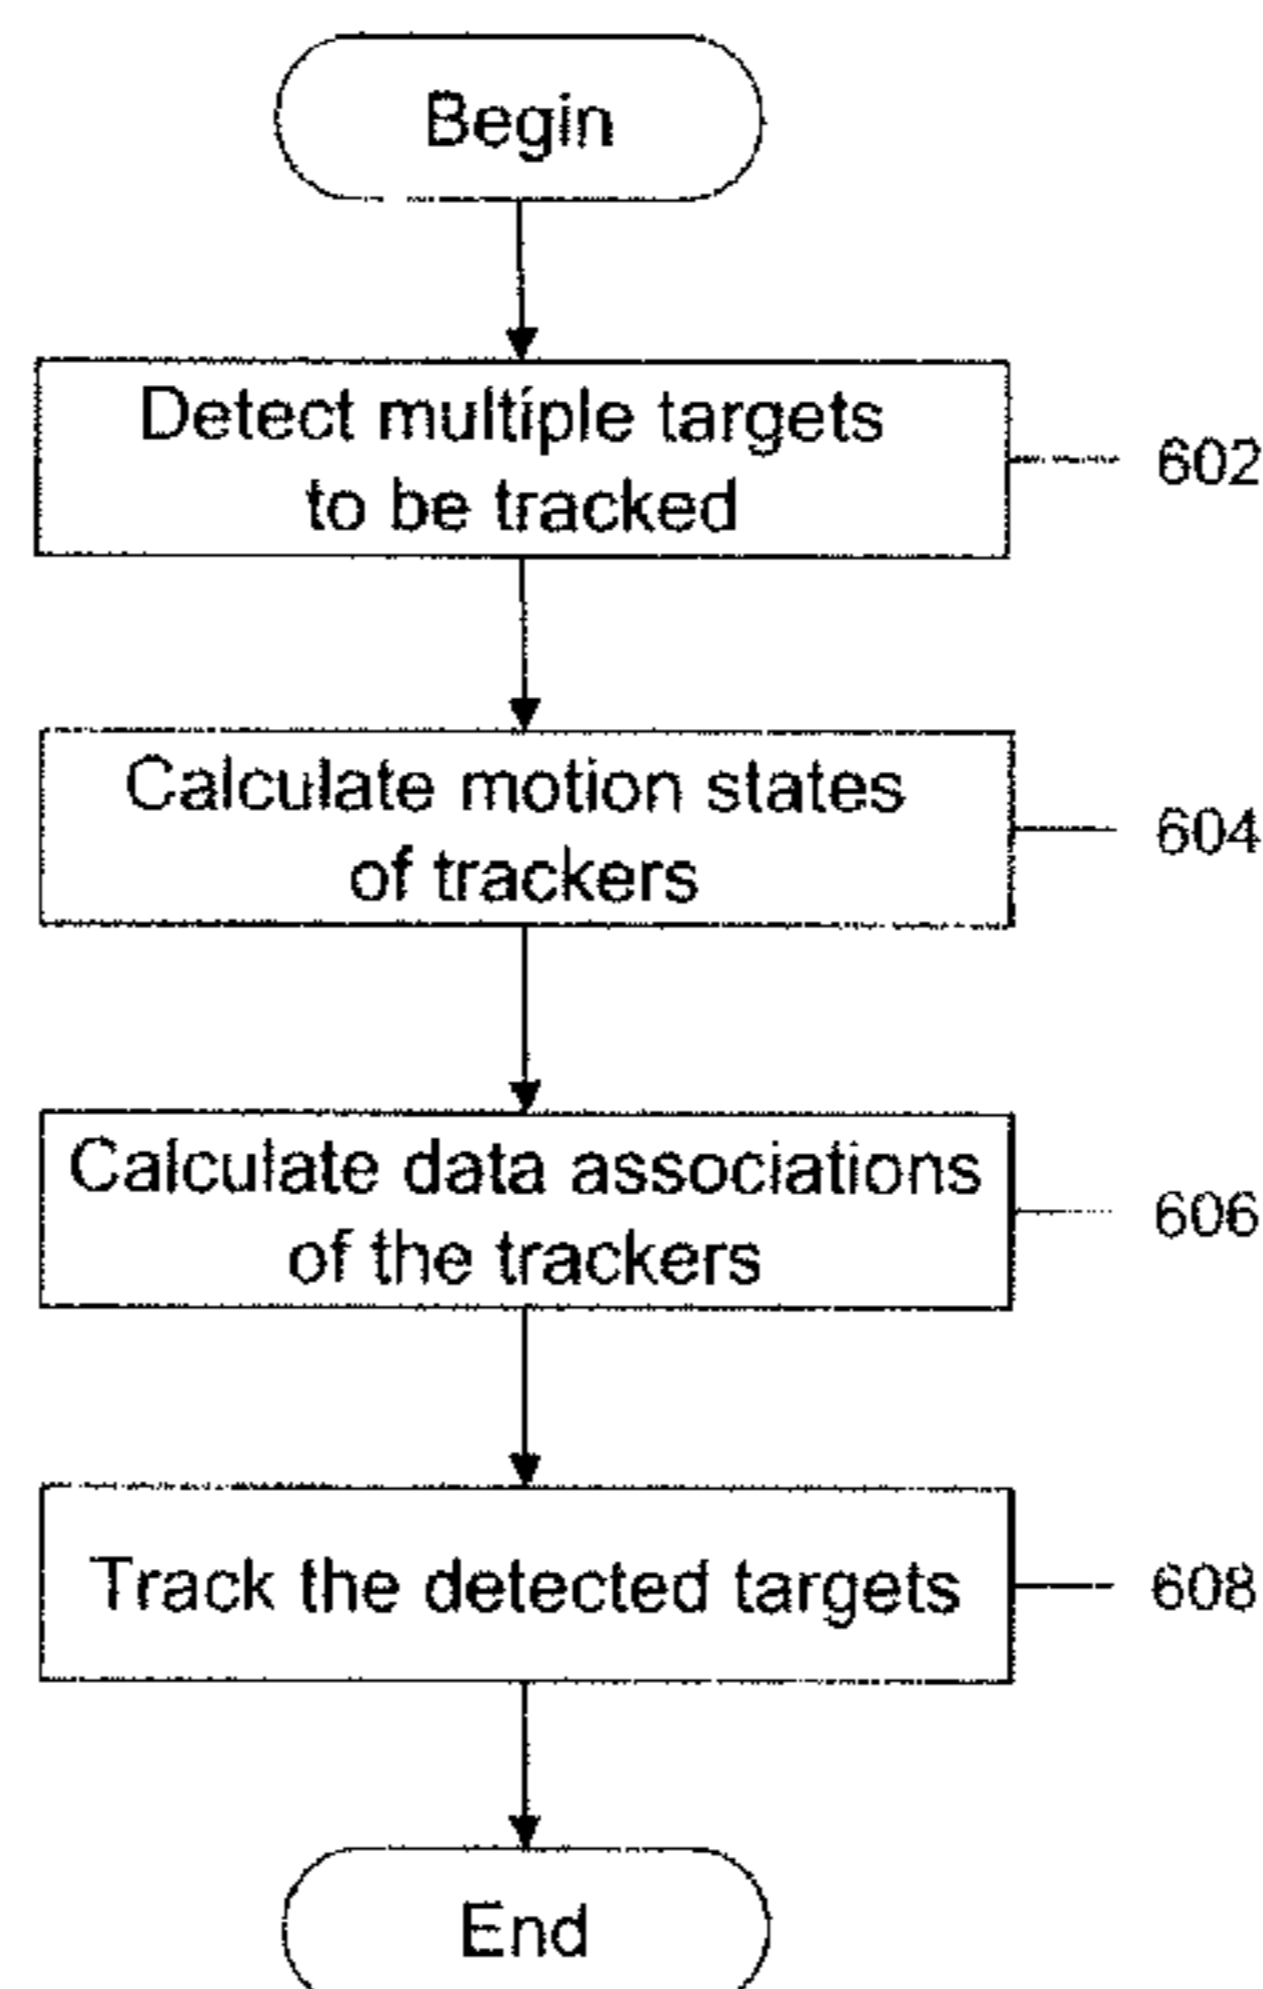 Begin
Detect multiple targets
to be tracked
602
Calculate motion states
of trackers
604
Calculate data associations
of the trackers
606
Track the detected targets
608
End